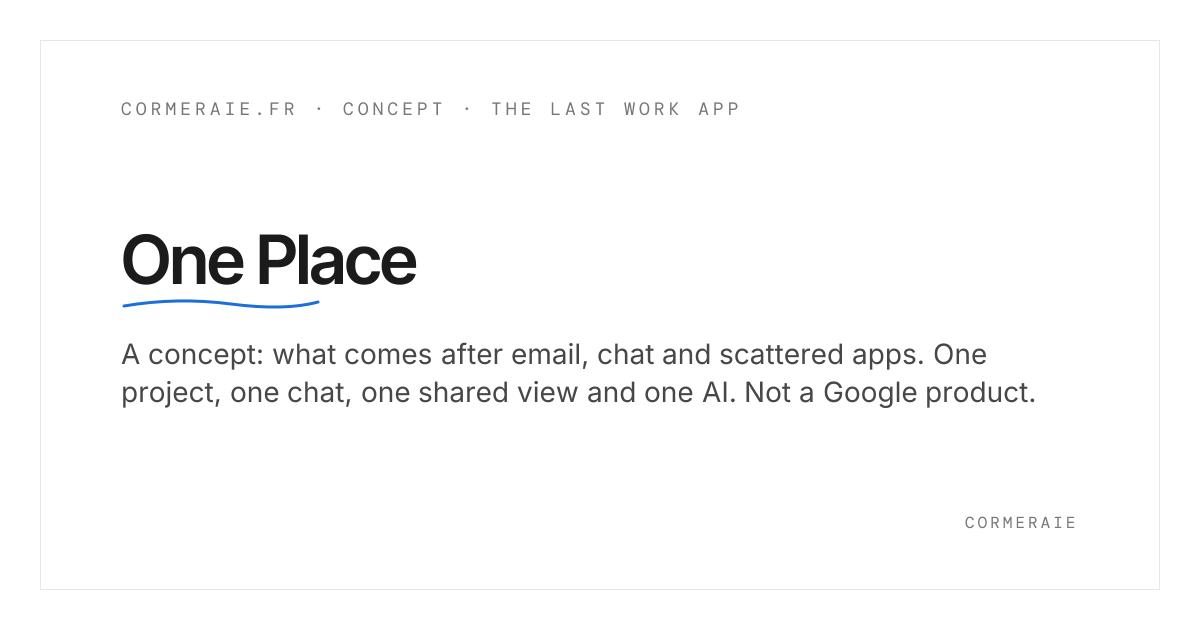 CORMERAIE.FR · CONCEPT · THE LAST WORK APP
One Place
A concept: what comes after email, chat and scattered apps. One
project, one chat, one shared view and one AI. Not a Google product.
CORMERAIE